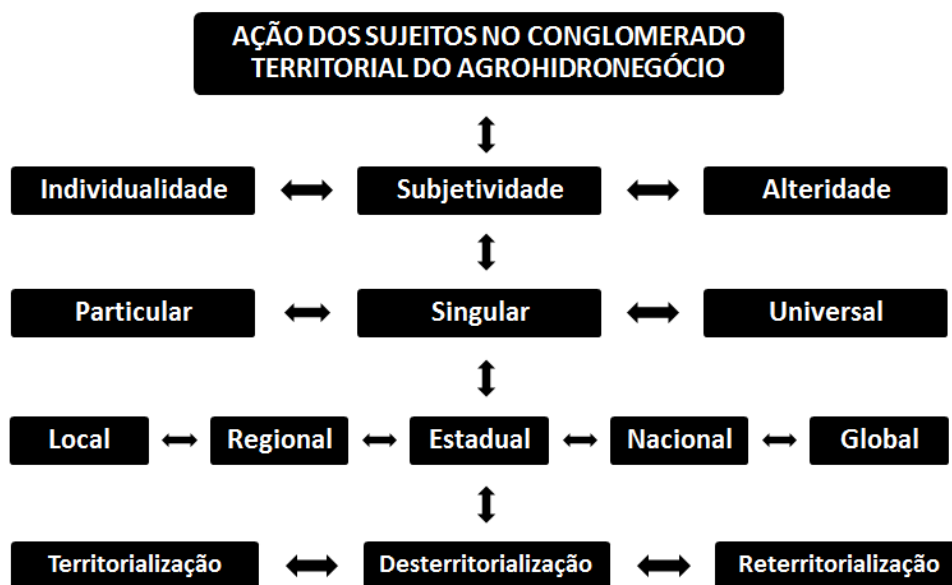 AÇÃO DOS SUJEITOS NO CONGLOMERADO
TERRITORIAL DO AGROHIDRONEGÓCIO
Individualidade
Subjetividade
Alteridade
Particular
Singular
Universal
Local
Regional
Estadual
Nacional
Global
Territorialização
Desterritorialização
Reterritorialização